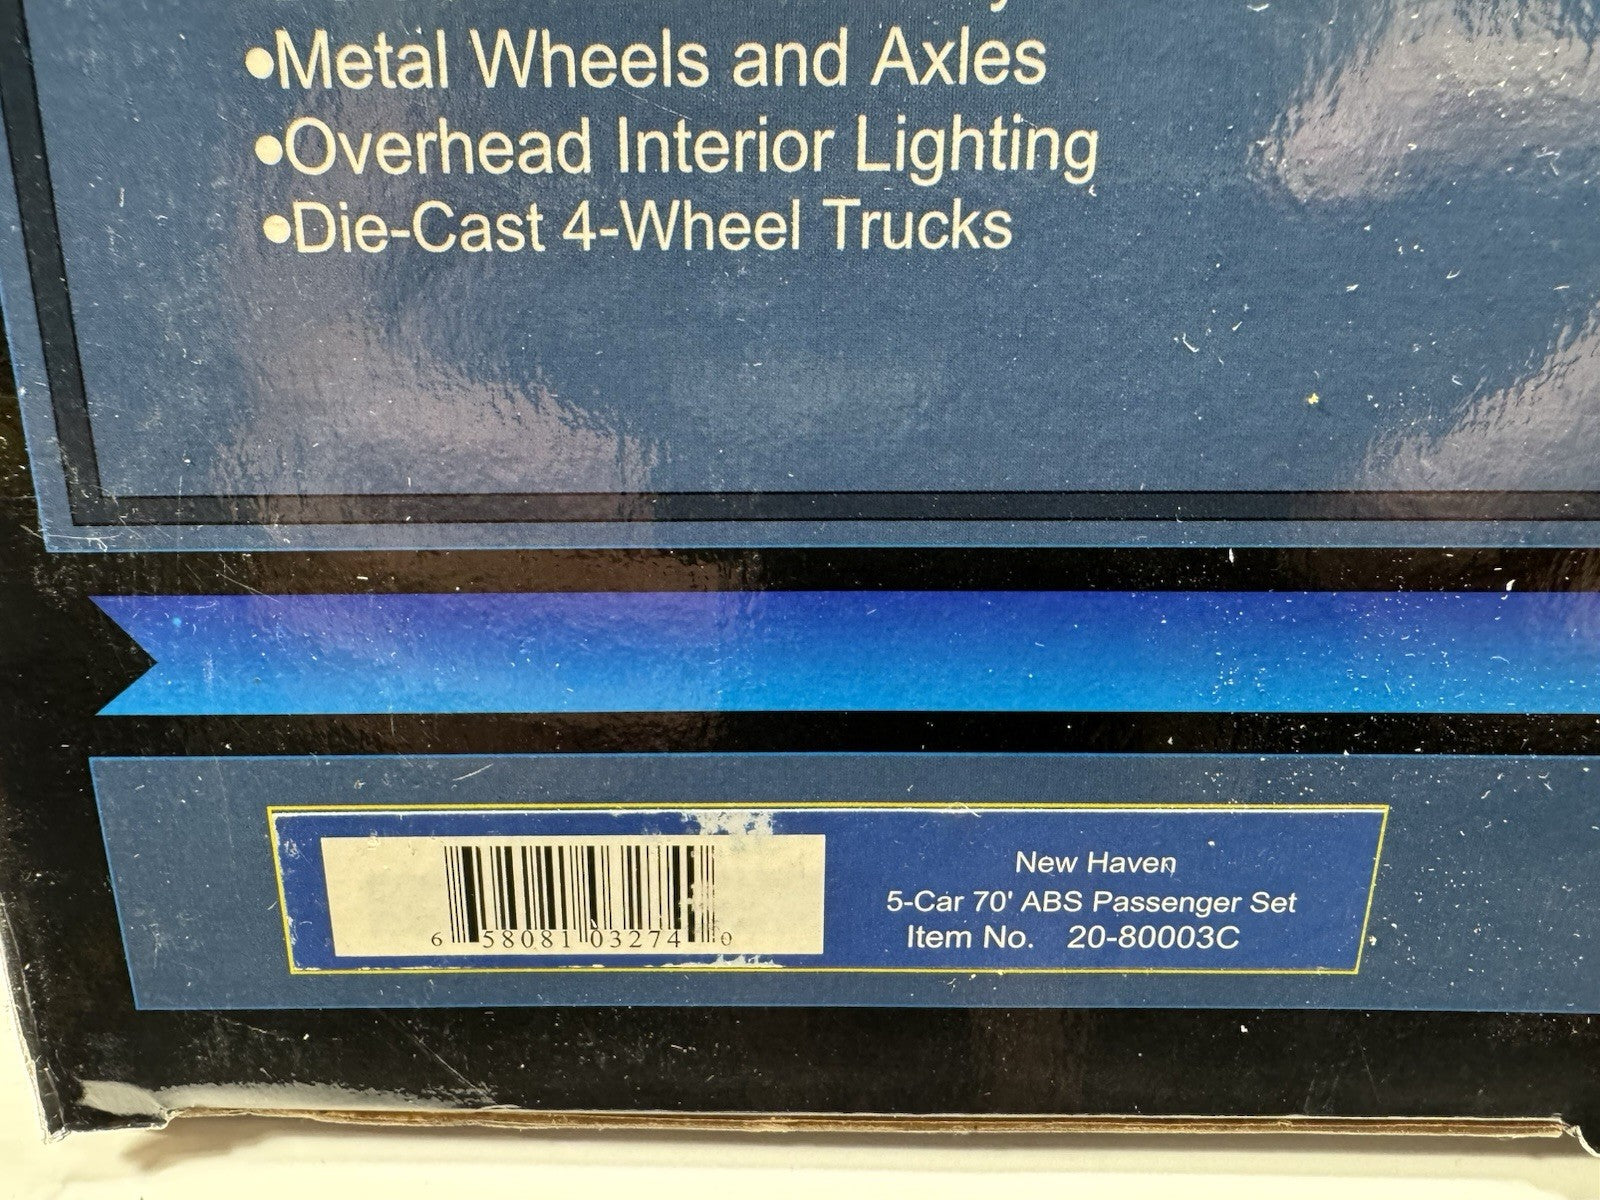 •Metal Wheels and Axles
•Overhead Interior Lighting
•Die-Cast 4-Wheel Trucks
New Haven
5-Car 70' ABS Passenger Set
Item No. 20-80003C
6 58081 03274 0